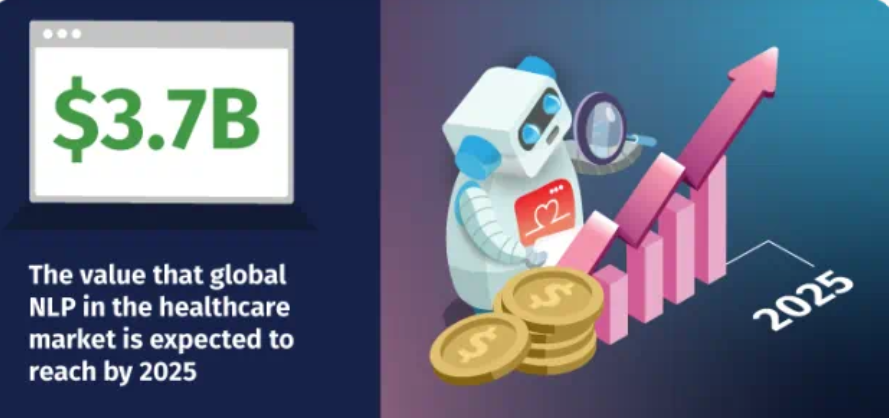 $3.7B
The value that global
NLP in the healthcare
market is expected to
reach by 2025
2025